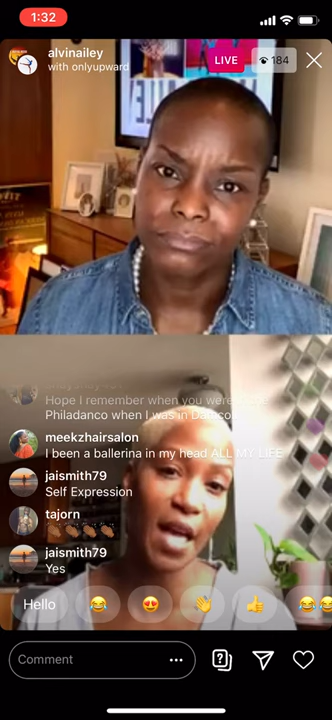 1:32
alvinailey
with onlyupward
LIVE
184
Hope I remember when you were
Philadanco when I was in
meekzhairsalon
I been a ballerina in my head ALL MY LIFE
jaismith79
Self Expression
tajorn
jaismith79
Yes
Hello
Comment